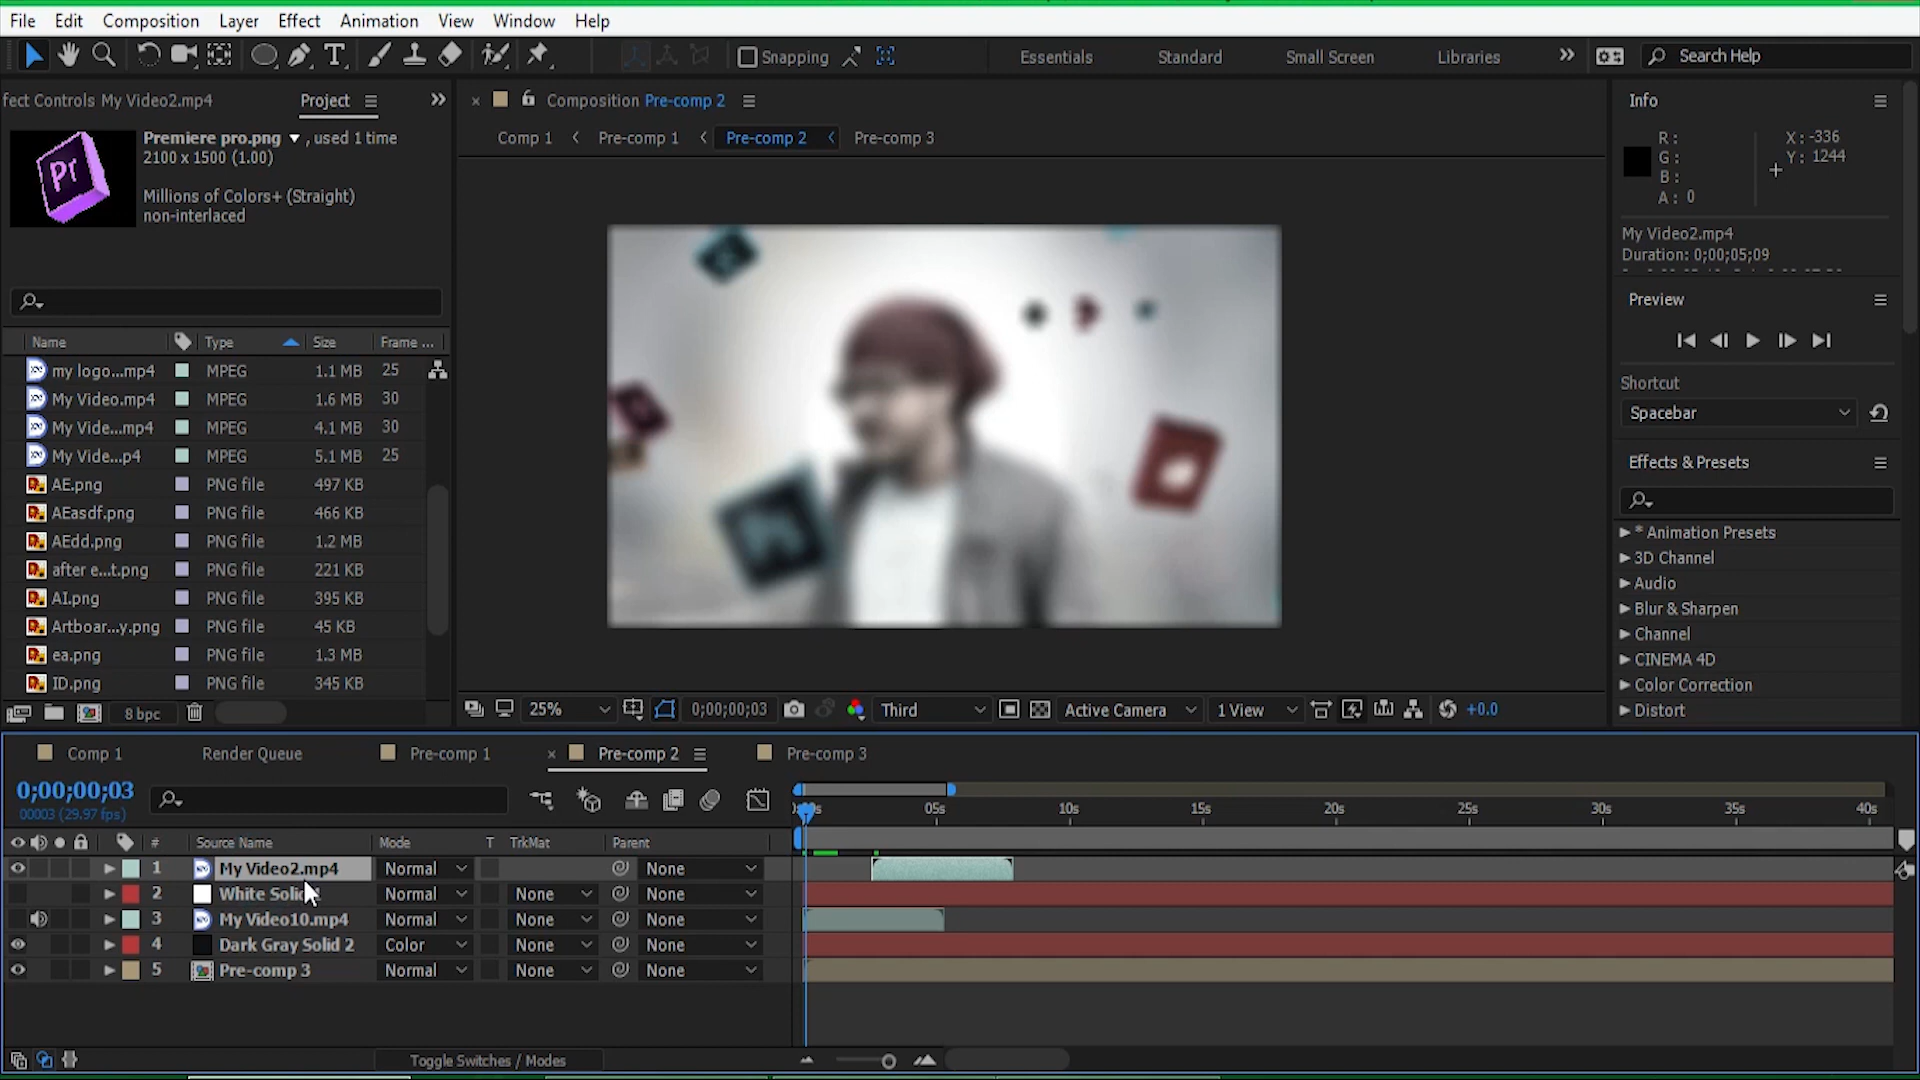 File Edit Composition Layer Effect Animation View Window Help
Snapping
Essentials Standard Small Screen Libraries
Search Help
fect Controls My Video2.mp4 Project
Premiere pro.png , used 1 time
2100 x 1500 (1.00)
Millions of Colors+ (Straight)
non-interlaced
Pr
Name Type Size Frame ...
my logo...mp4 MPEG 1.1 MB 25
My Video.mp4 MPEG 1.6 MB 30
My Vide...mp4 MPEG 4.1 MB 30
My Vide...p4 MPEG 5.1 MB 25
AE.png PNG file 497 KB
AEasdf.png PNG file 466 KB
AEdd.png PNG file 1.2 MB
after e...t.png PNG file 221 KB
AI.png PNG file 395 KB
Artboar...y.png PNG file 45 KB
ea.png PNG file 1.3 MB
ID.png PNG file 345 KB
8 bpc
Composition Pre-comp 2
Comp 1 Pre-comp 1 Pre-comp 2 Pre-comp 3
25% 0;00;00;03 Third Active Camera 1 View +0.0
Info
R : X : -336
G : Y : 1244
B :
A : 0
My Video2.mp4
Duration: 0;00;05;09
Preview
Shortcut
Spacebar
Effects & Presets
* Animation Presets
3D Channel
Audio
Blur & Sharpen
Channel
CINEMA 4D
Color Correction
Distort
Comp 1 Render Queue Pre-comp 1 Pre-comp 2 Pre-comp 3
0;00;00;03
00003 (29.97 fps)
05s 10s 15s 20s 25s 30s 35s 40s
# Source Name Mode T TrkMat Parent
1 My Video2.mp4 Normal None
2 White Soli Normal None None
3 My Video10.mp4 Normal None None
4 Dark Gray Solid 2 Color None None
5 Pre-comp 3 Normal None None
Toggle Switches / Modes